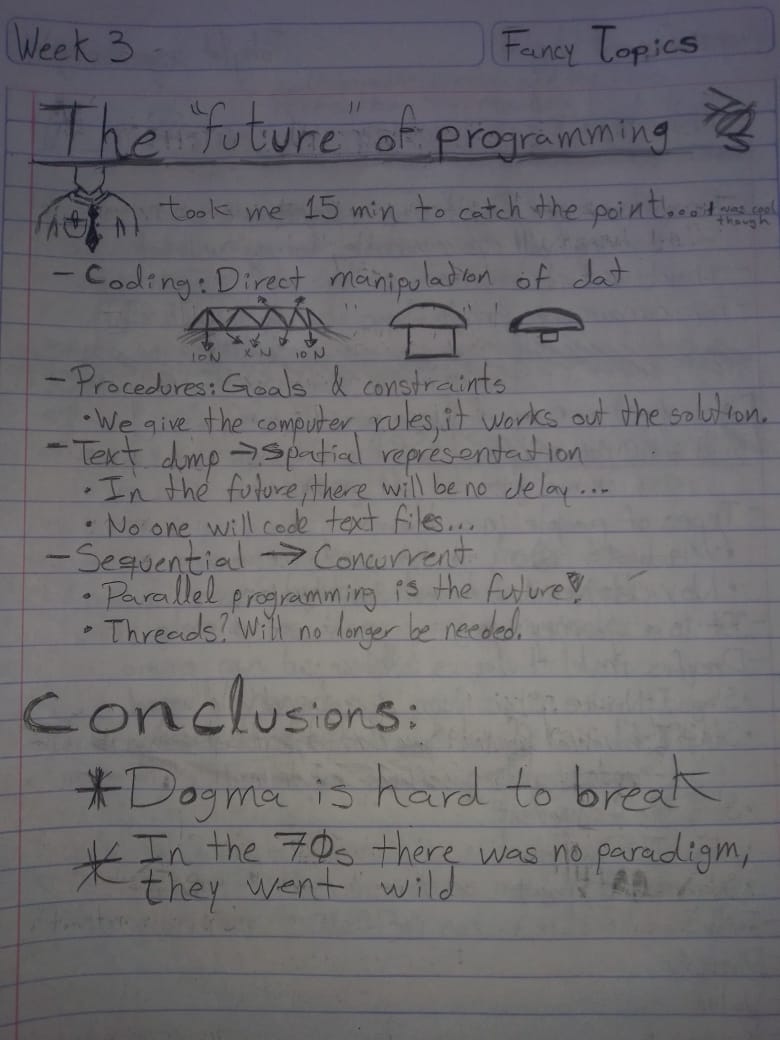 Week 3
Fancy Topics
The "future" of programming
took me 15 min to catch the point... it was cool though
- Coding: Direct manipulation of dat
10 N x N 10 N
- Procedures: Goals & constraints
• We give the computer rules, it works out the solution.
- Text dump → Spatial representation
• In the future, there will be no delay...
• No one will code text files...
- Sequential → Concurrent
• Parallel programming is the future!
• Threads? Will no longer be needed.
Conclusions:
* Dogma is hard to break
* In the 70s there was no paradigm,
they went wild